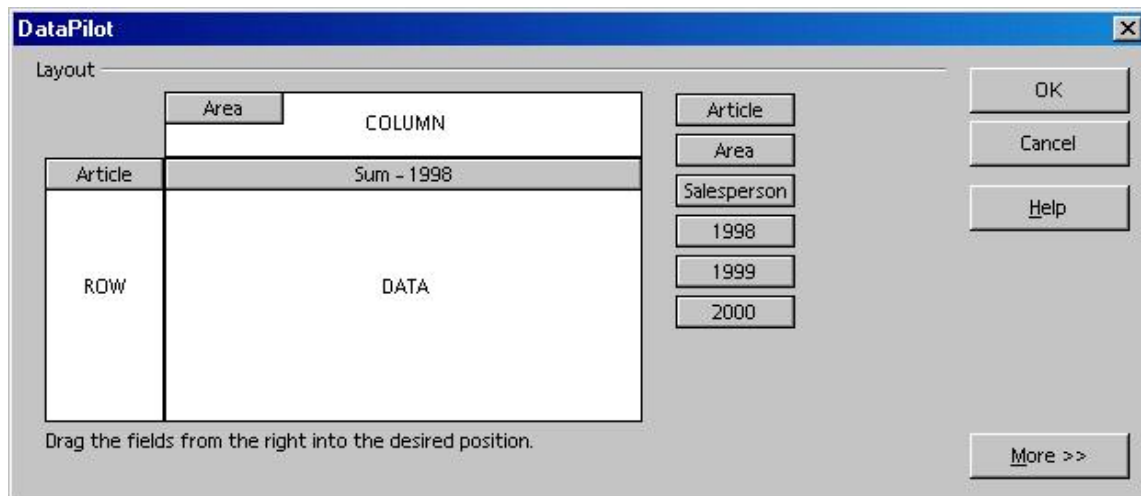 DataPilot
Layout
Area
COLUMN
Article
Sum - 1998
ROW
DATA
Article
Area
Salesperson
1998
1999
2000
OK
Cancel
Help
Drag the fields from the right into the desired position.
More >>